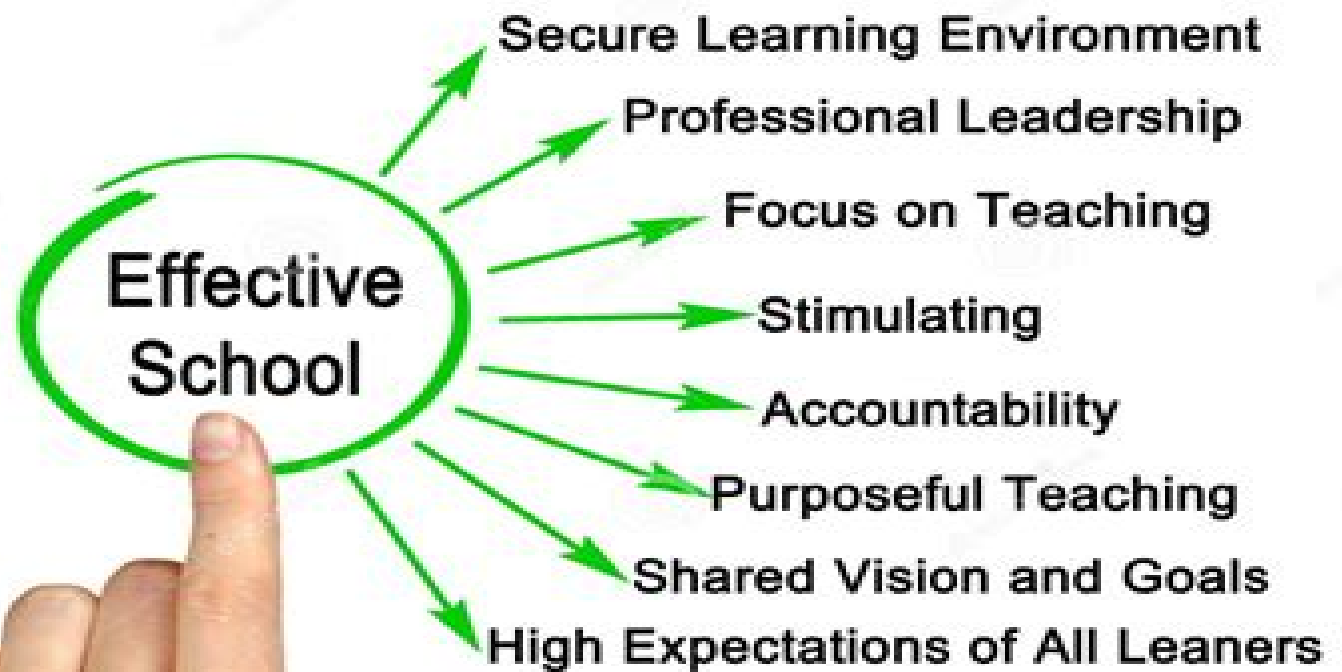 Effective
School
Secure Learning Environment
Professional Leadership
Focus on Teaching
Stimulating
Accountability
Purposeful Teaching
Shared Vision and Goals
High Expectations of All Leaners